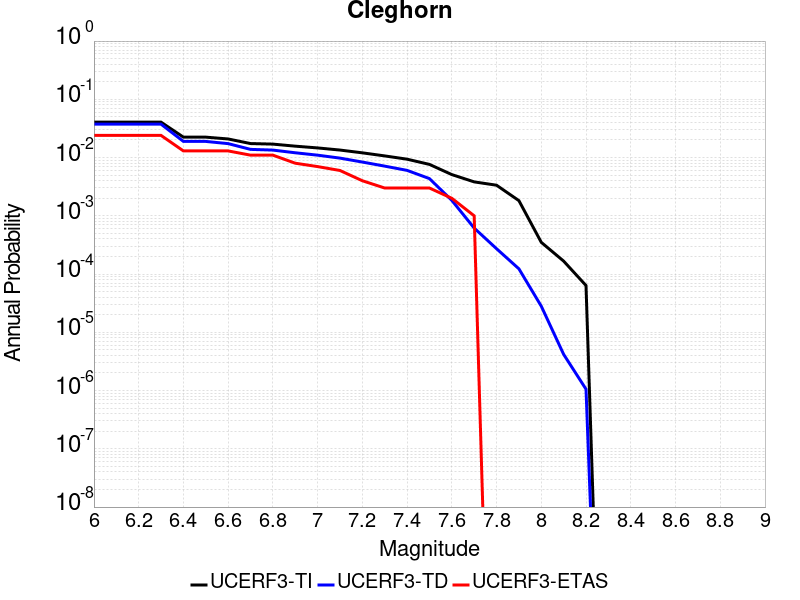 Cleghorn
10^0
10^-1
10^-2
10^-3
10^-4
10^-5
10^-6
10^-7
10^-8
Annual Probability
6 6.2 6.4 6.6 6.8 7 7.2 7.4 7.6 7.8 8 8.2 8.4 8.6 8.8 9
Magnitude
UCERF3-TI UCERF3-TD UCERF3-ETAS